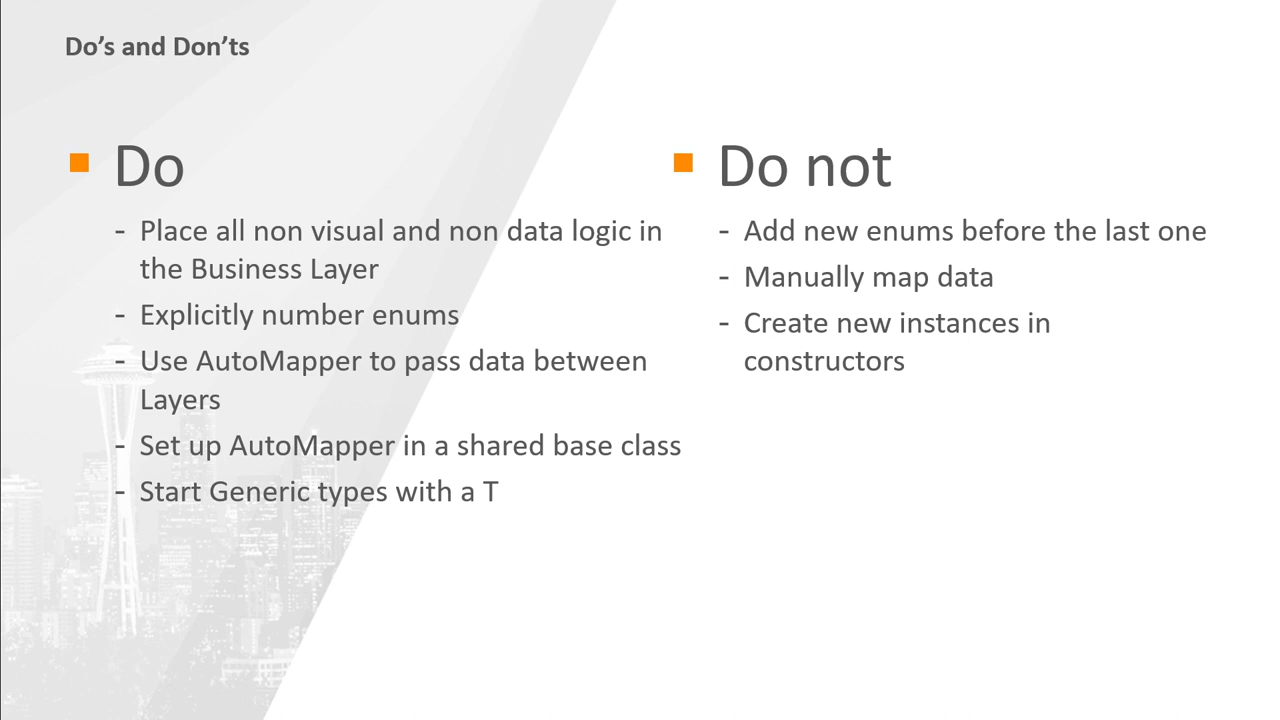 Do’s and Don’ts
Do
- Place all non visual and non data logic in
the Business Layer
- Explicitly number enums
- Use AutoMapper to pass data between
Layers
- Set up AutoMapper in a shared base class
- Start Generic types with a T
Do not
- Add new enums before the last one
- Manually map data
- Create new instances in
constructors